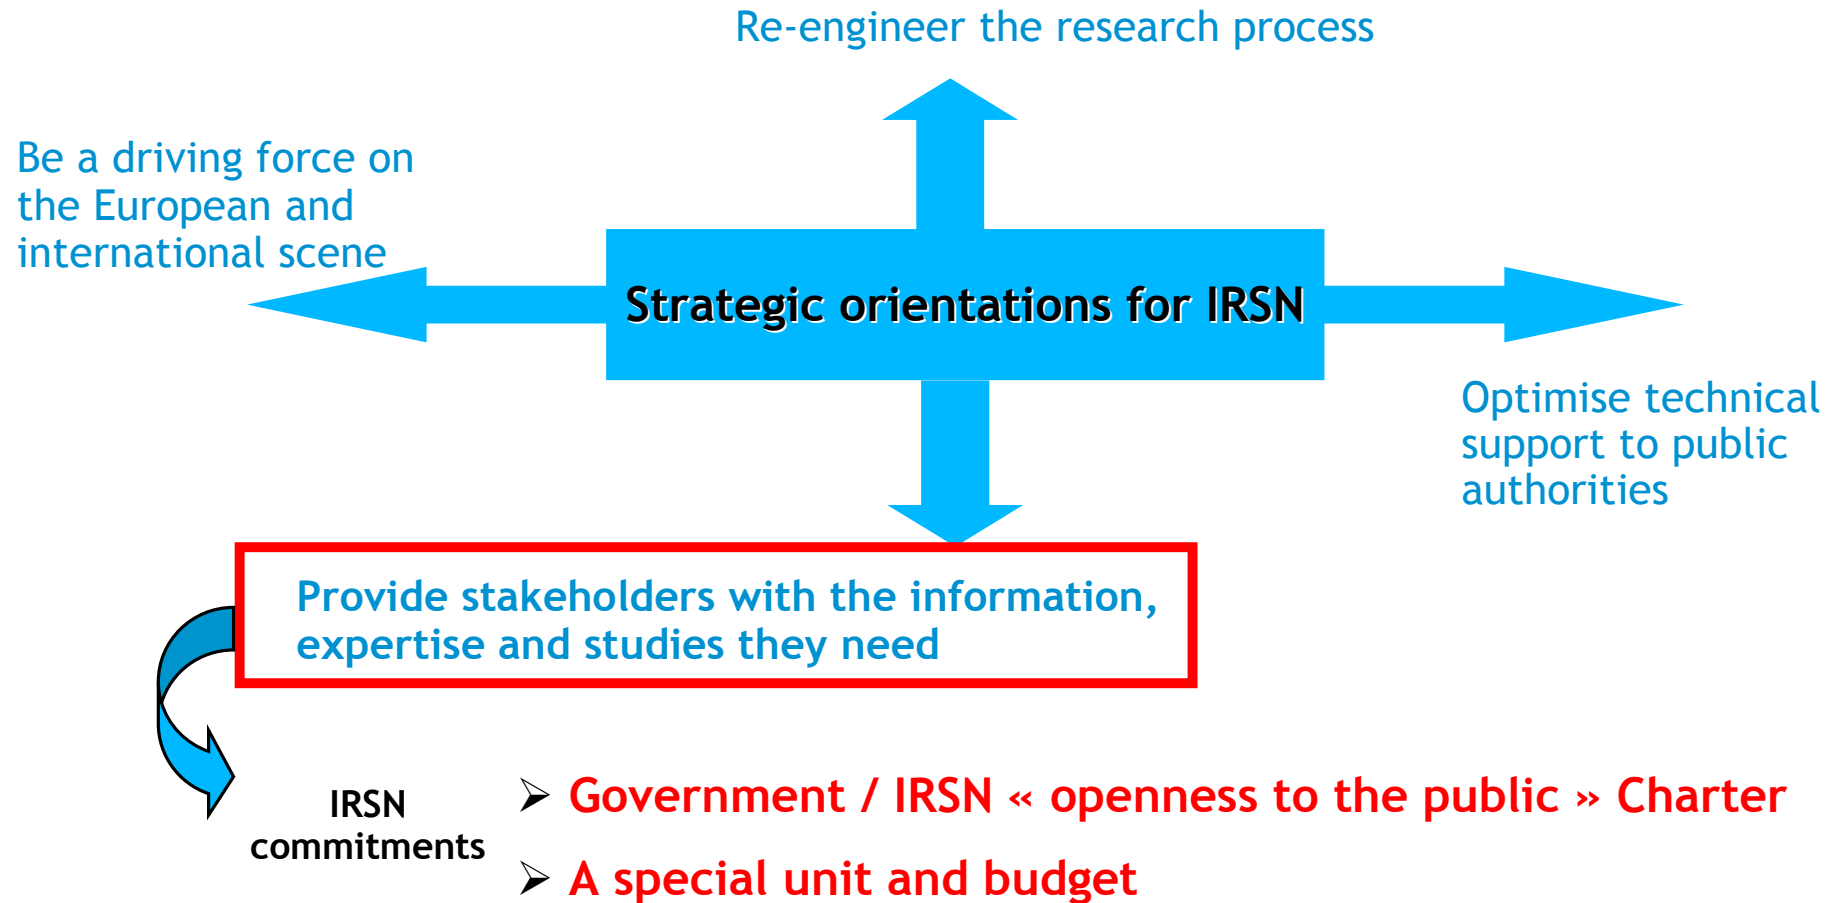 Re-engineer the research process
Be a driving force on
the European and
international scene
Strategic orientations for IRSN
Optimise technical
support to public
authorities
Provide stakeholders with the information,
expertise and studies they need
IRSN
commitments
➢ Government / IRSN « openness to the public » Charter
➢ A special unit and budget